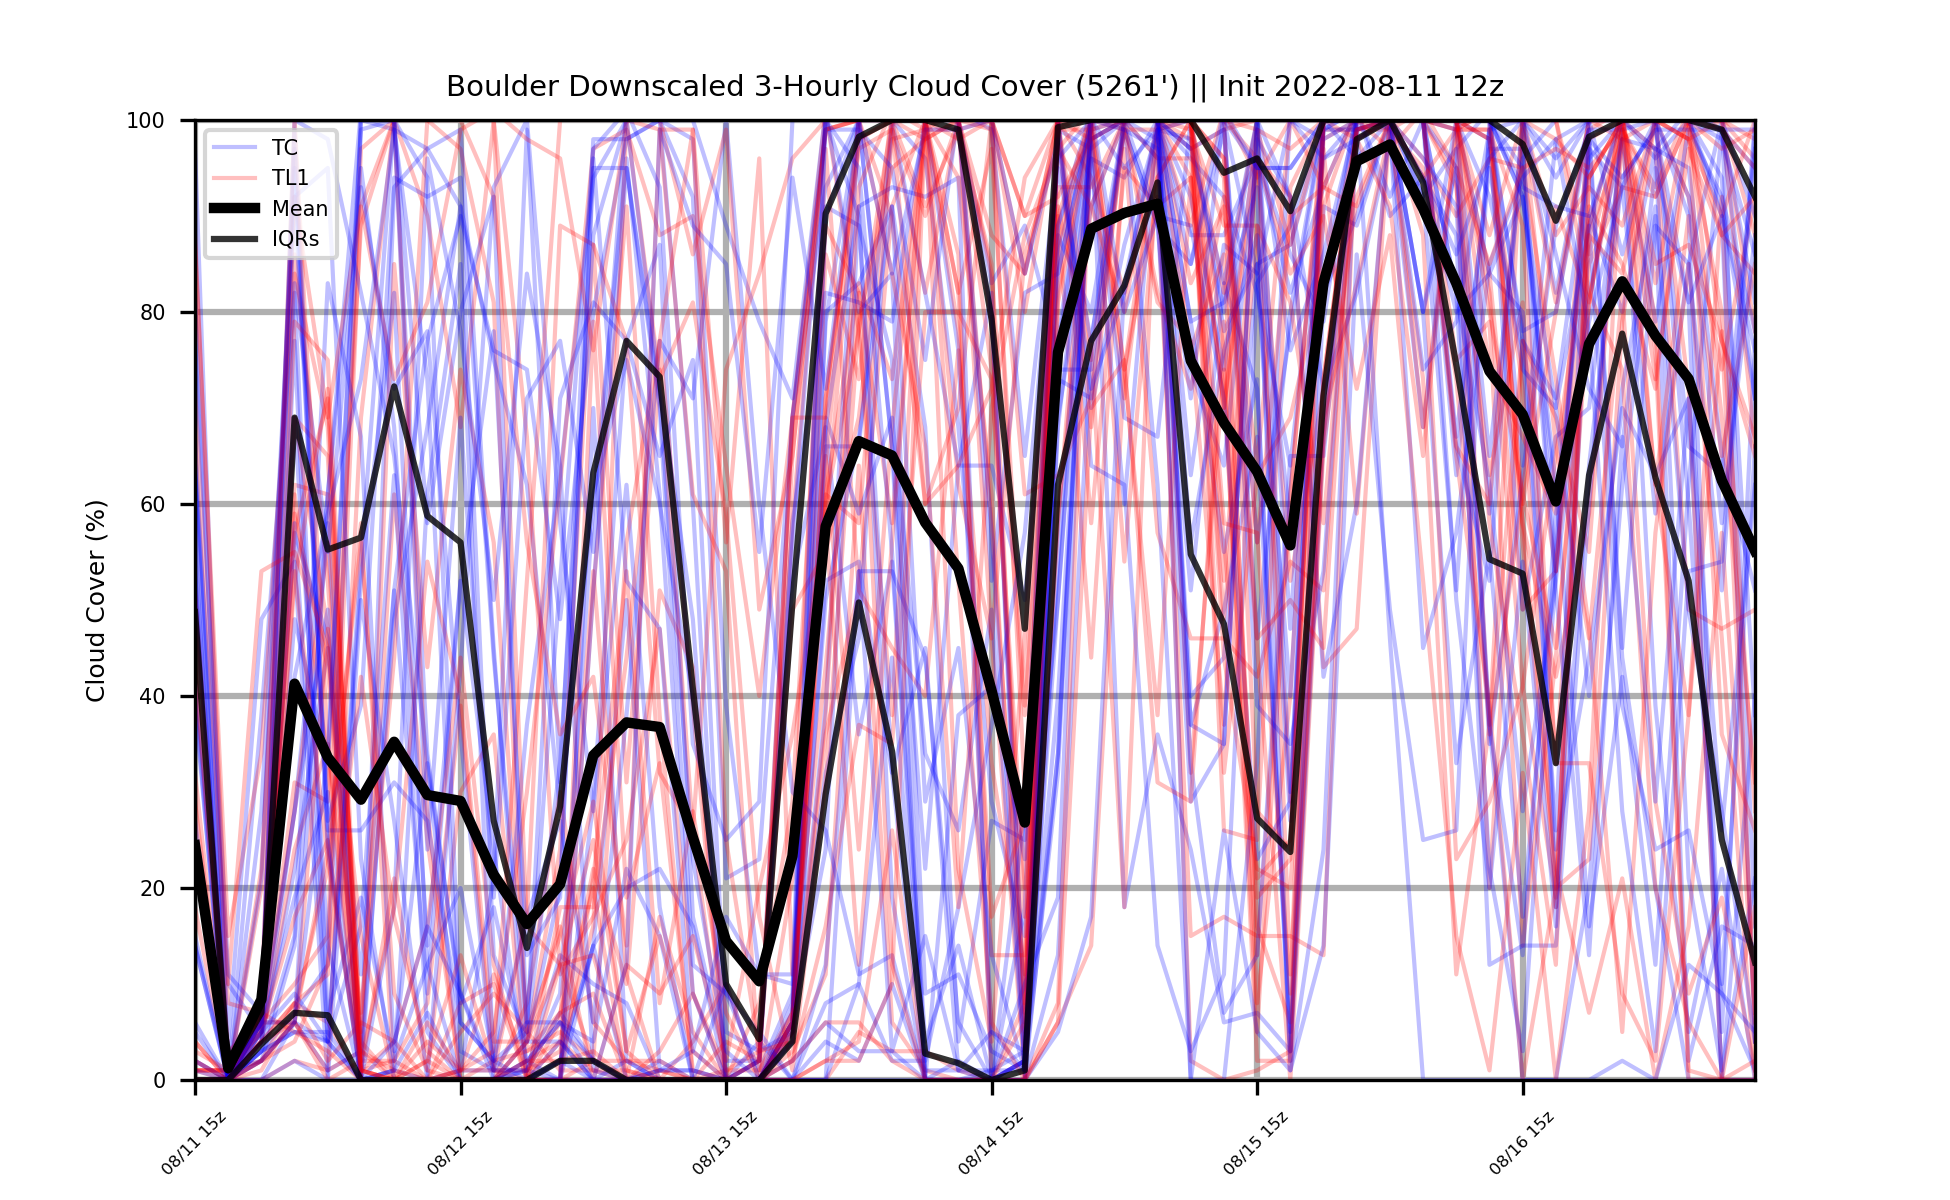 Boulder Downscaled 3-Hourly Cloud Cover (5261') || Init 2022-08-11 12z
Cloud Cover (%)
100
80
60
40
20
0
TC
TL1
Mean
IQRs
08/11 15z
08/12 15z
08/13 15z
08/14 15z
08/15 15z
08/16 15z